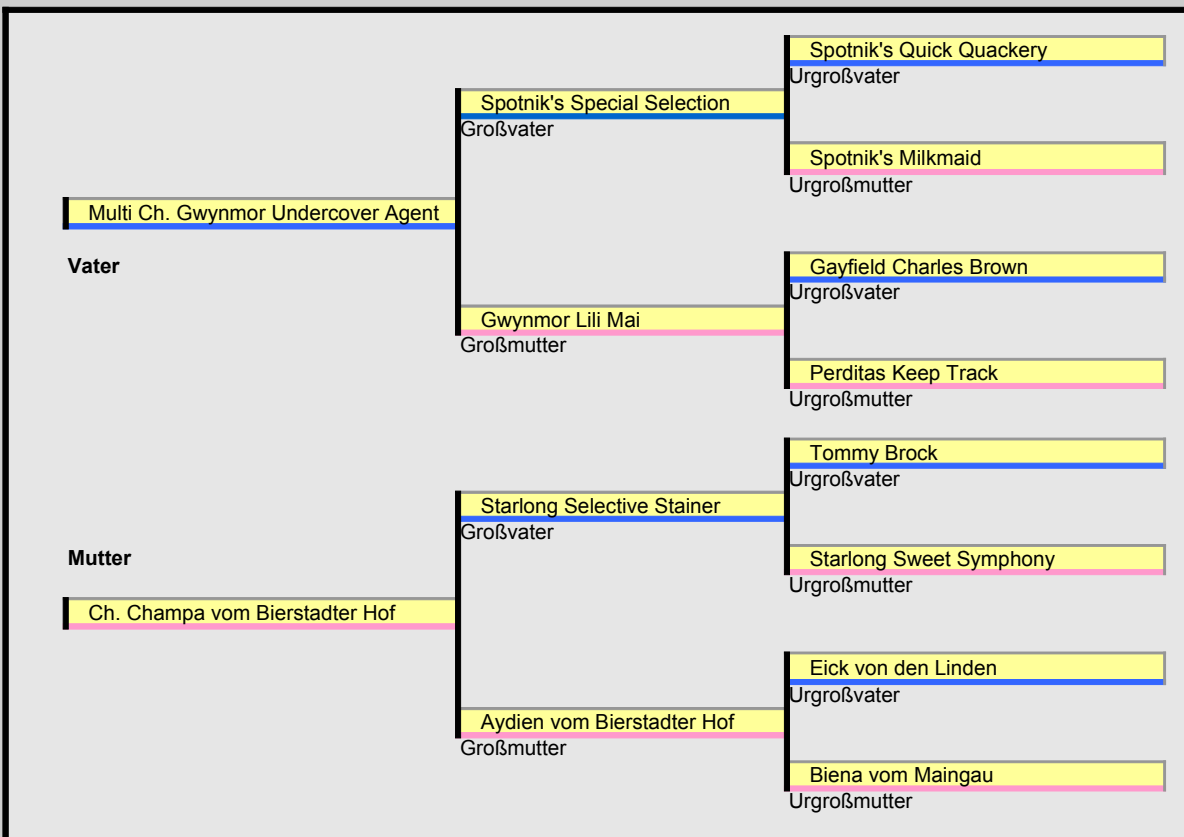 Spotnik's Quick Quackery
Urgroßvater
Spotnik's Special Selection
Großvater
Spotnik's Milkmaid
Urgroßmutter
Multi Ch. Gwynmor Undercover Agent
Vater
Gayfield Charles Brown
Urgroßvater
Gwynmor Lili Mai
Großmutter
Perditas Keep Track
Urgroßmutter
Tommy Brock
Urgroßvater
Starlong Selective Stainer
Großvater
Mutter
Starlong Sweet Symphony
Urgroßmutter
Ch. Champa vom Bierstadter Hof
Eick von den Linden
Urgroßvater
Aydien vom Bierstadter Hof
Großmutter
Biena vom Maingau
Urgroßmutter